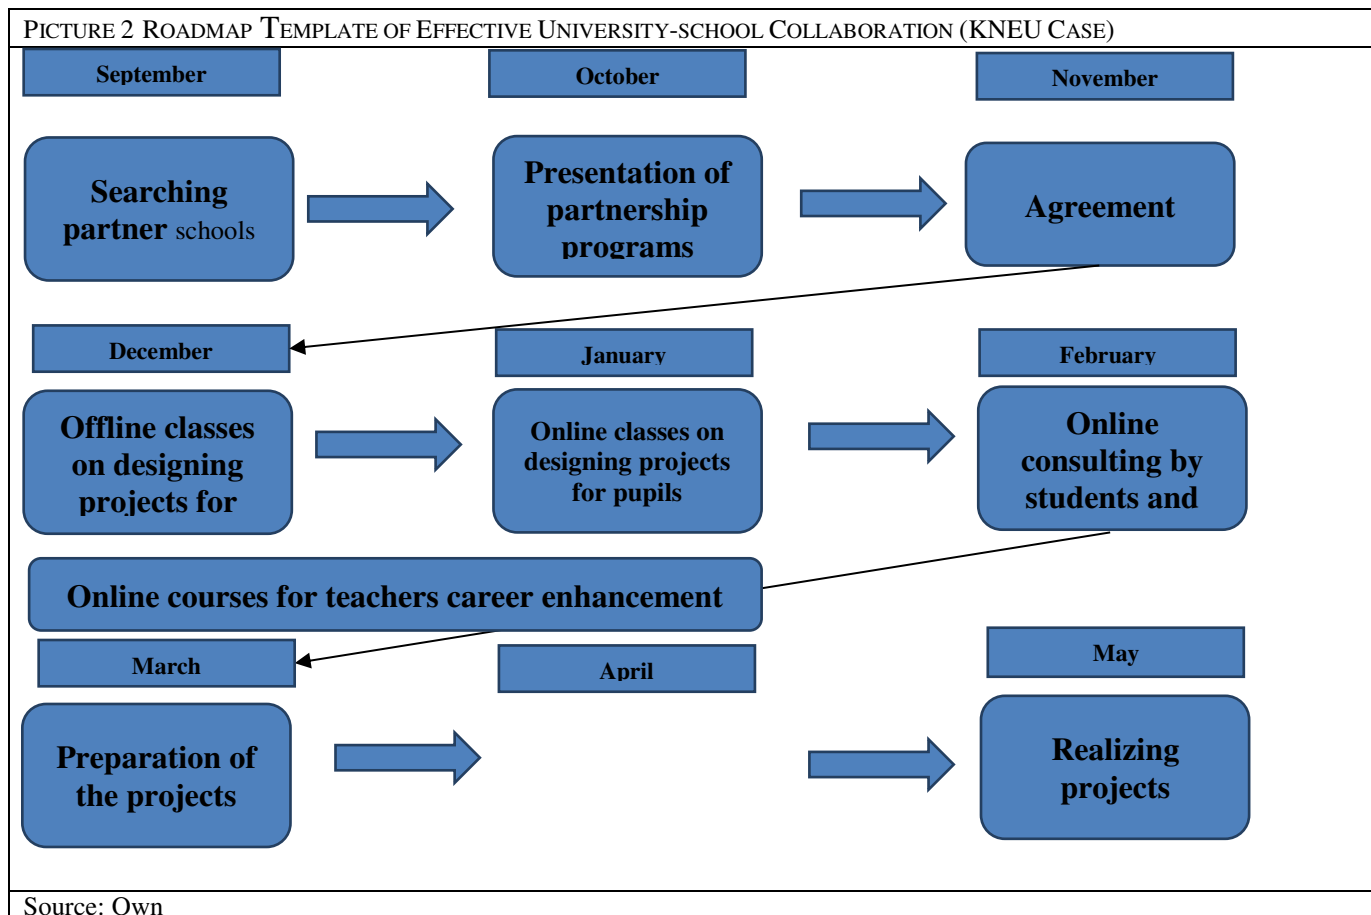 PICTURE 2 ROADMAP TEMPLATE OF EFFECTIVE UNIVERSITY-SCHOOL COLLABORATION (KNEU CASE)
September
October
November
Searching
partner schools
Presentation of
partnership
programs
Agreement
December
January
February
Offline classes
on designing
projects for
Online classes on
designing projects
for pupils
Online
consulting by
students and
Online courses for teachers career enhancement
March
April
May
Preparation of
the projects
Realizing
projects
Source: Own